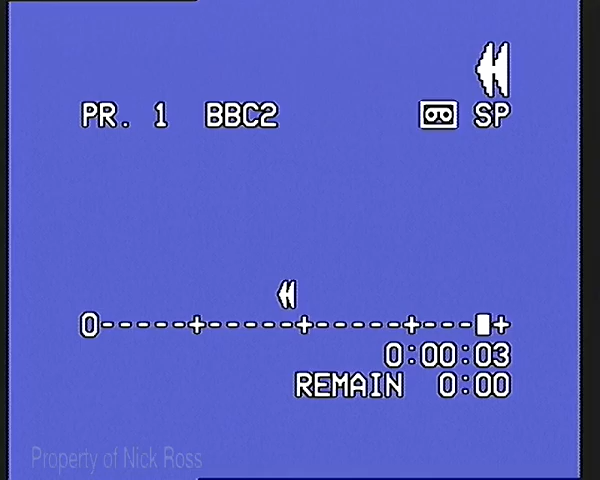 PR. 1 BBC2 SP
0-----+-----+-----+---▮+
0:00:03
REMAIN 0:00
Property of Nick Ross